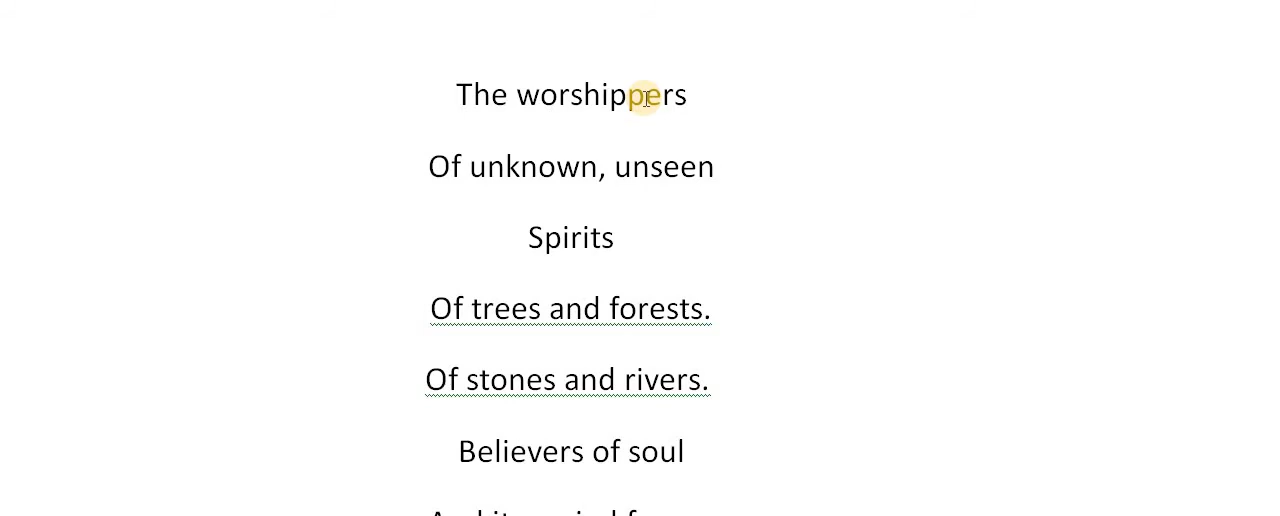 The worshippers
Of unknown, unseen
Spirits
Of trees and forests.
Of stones and rivers.
Believers of soul